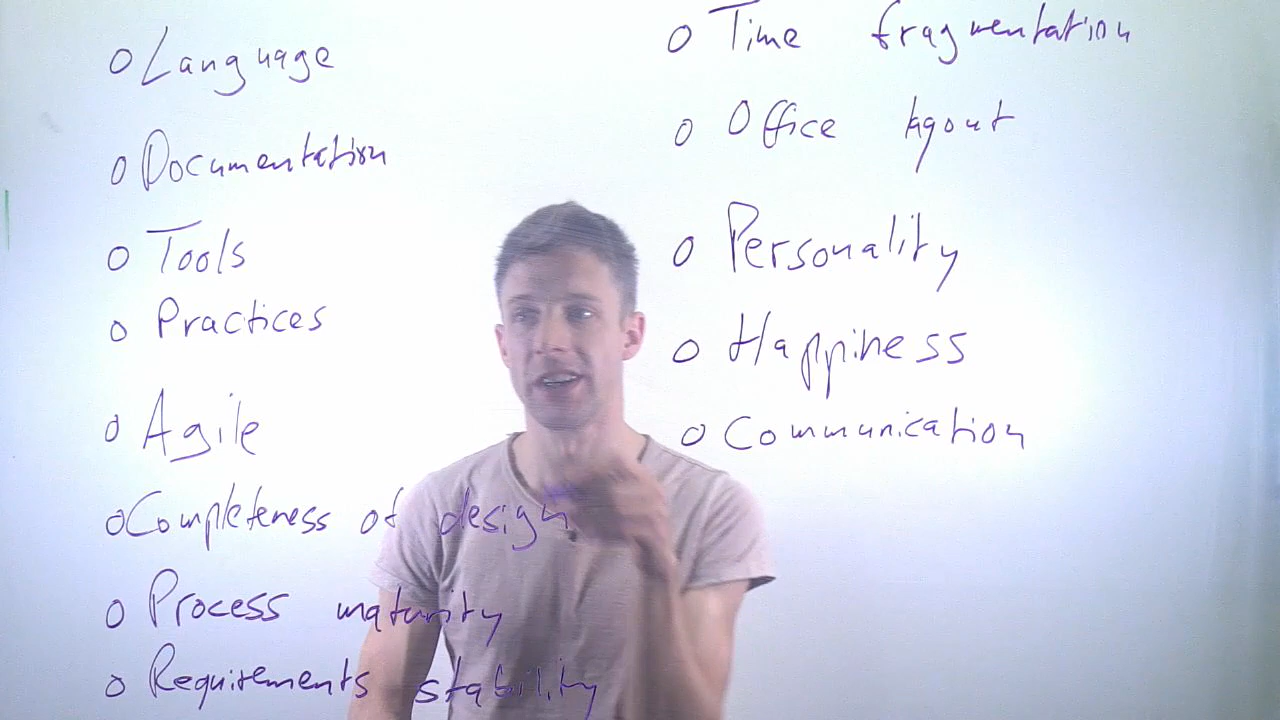 o Language
o Documentation
o Tools
o Practices
o Agile
o Completeness of design
o Process maturity
o Requirements stability
o Time fragmentation
o Office layout
o Personality
o Happiness
o Communication